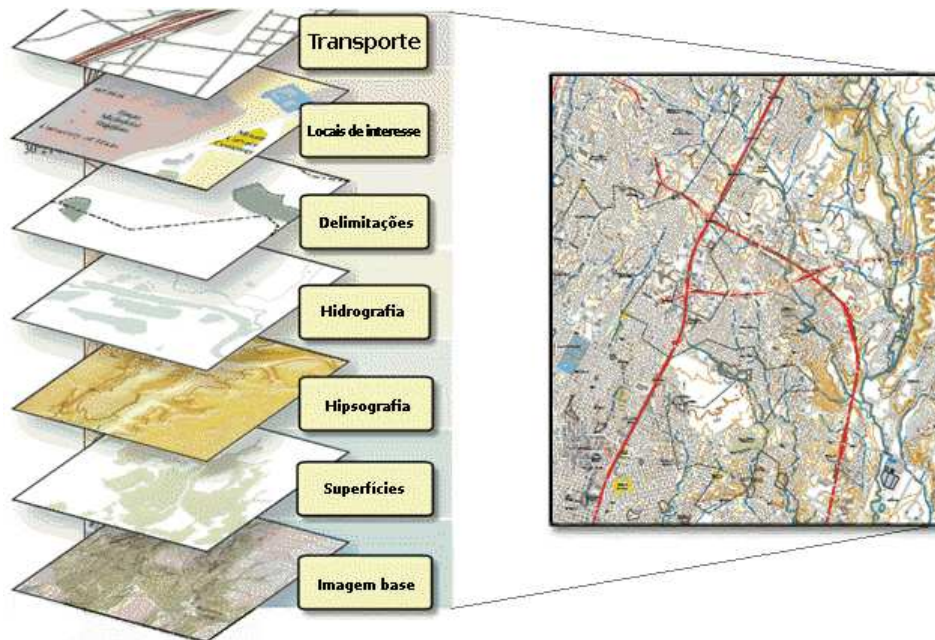 Transporte
Locais de interesse
Delimitações
Hidrografia
Hipsografia
Superfícies
Imagem base